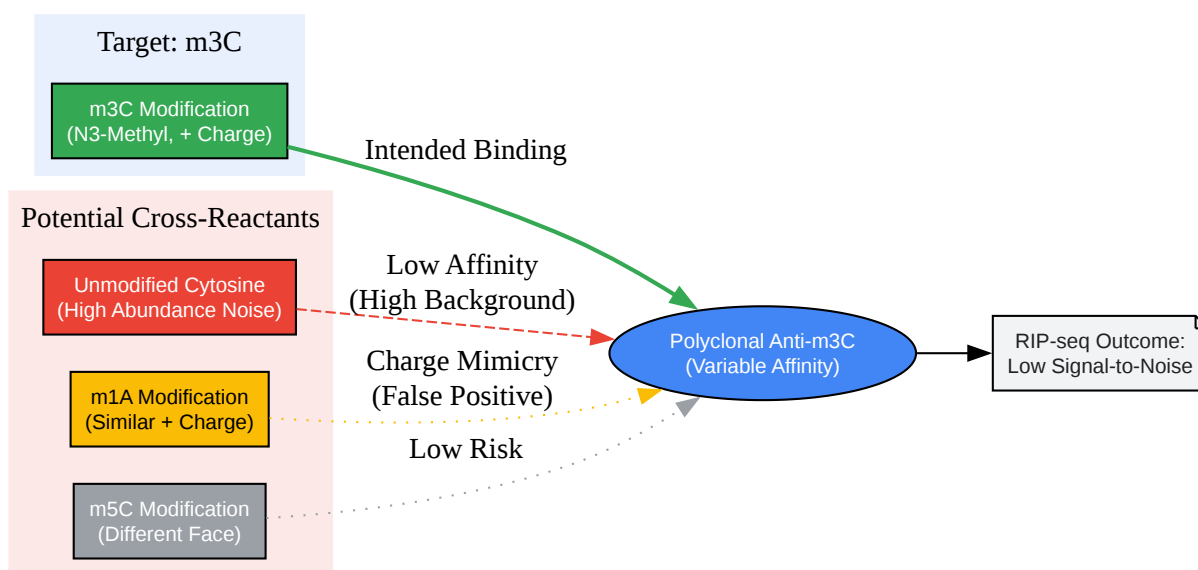 Target: m3C
m3C Modification
(N3-Methyl, + Charge)
Intended Binding
Potential Cross-Reactants
Unmodified Cytosine
(High Abundance Noise)
Low Affinity
(High Background)
m1A Modification
(Similar + Charge)
Charge Mimicry
(False Positive)
m5C Modification
(Different Face)
Low Risk
Polyclonal Anti-m3C
(Variable Affinity)
RIP-seq Outcome:
Low Signal-to-Noise